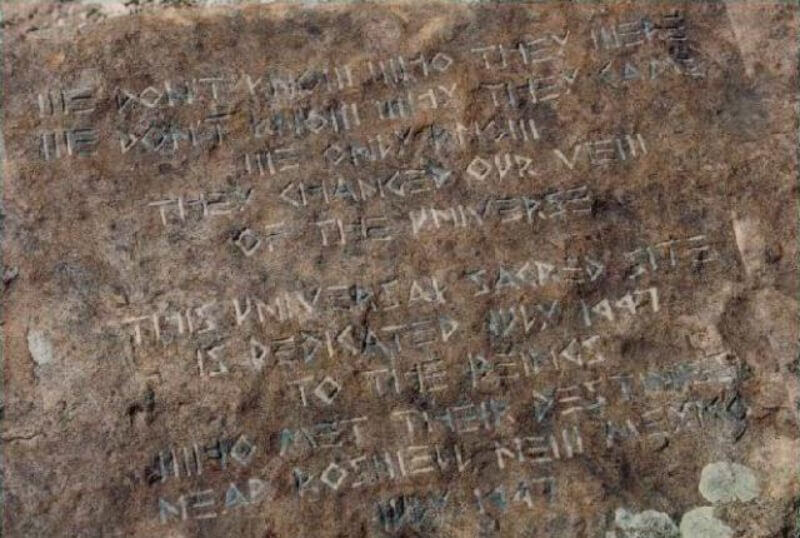 WE DON'T KNOW WHO THEY WERE
WE DON'T KNOW WHY THEY CAME
WE ONLY KNOW
THEY CHANGED OUR VIEW
OF THE UNIVERSE
THIS UNIVERSAL SACRED SITE
IS DEDICATED JULY 1997
TO THE BEINGS
WHO MET THEIR DESTINIES
NEAR ROSWELL NEW MEXICO
JULY 1947